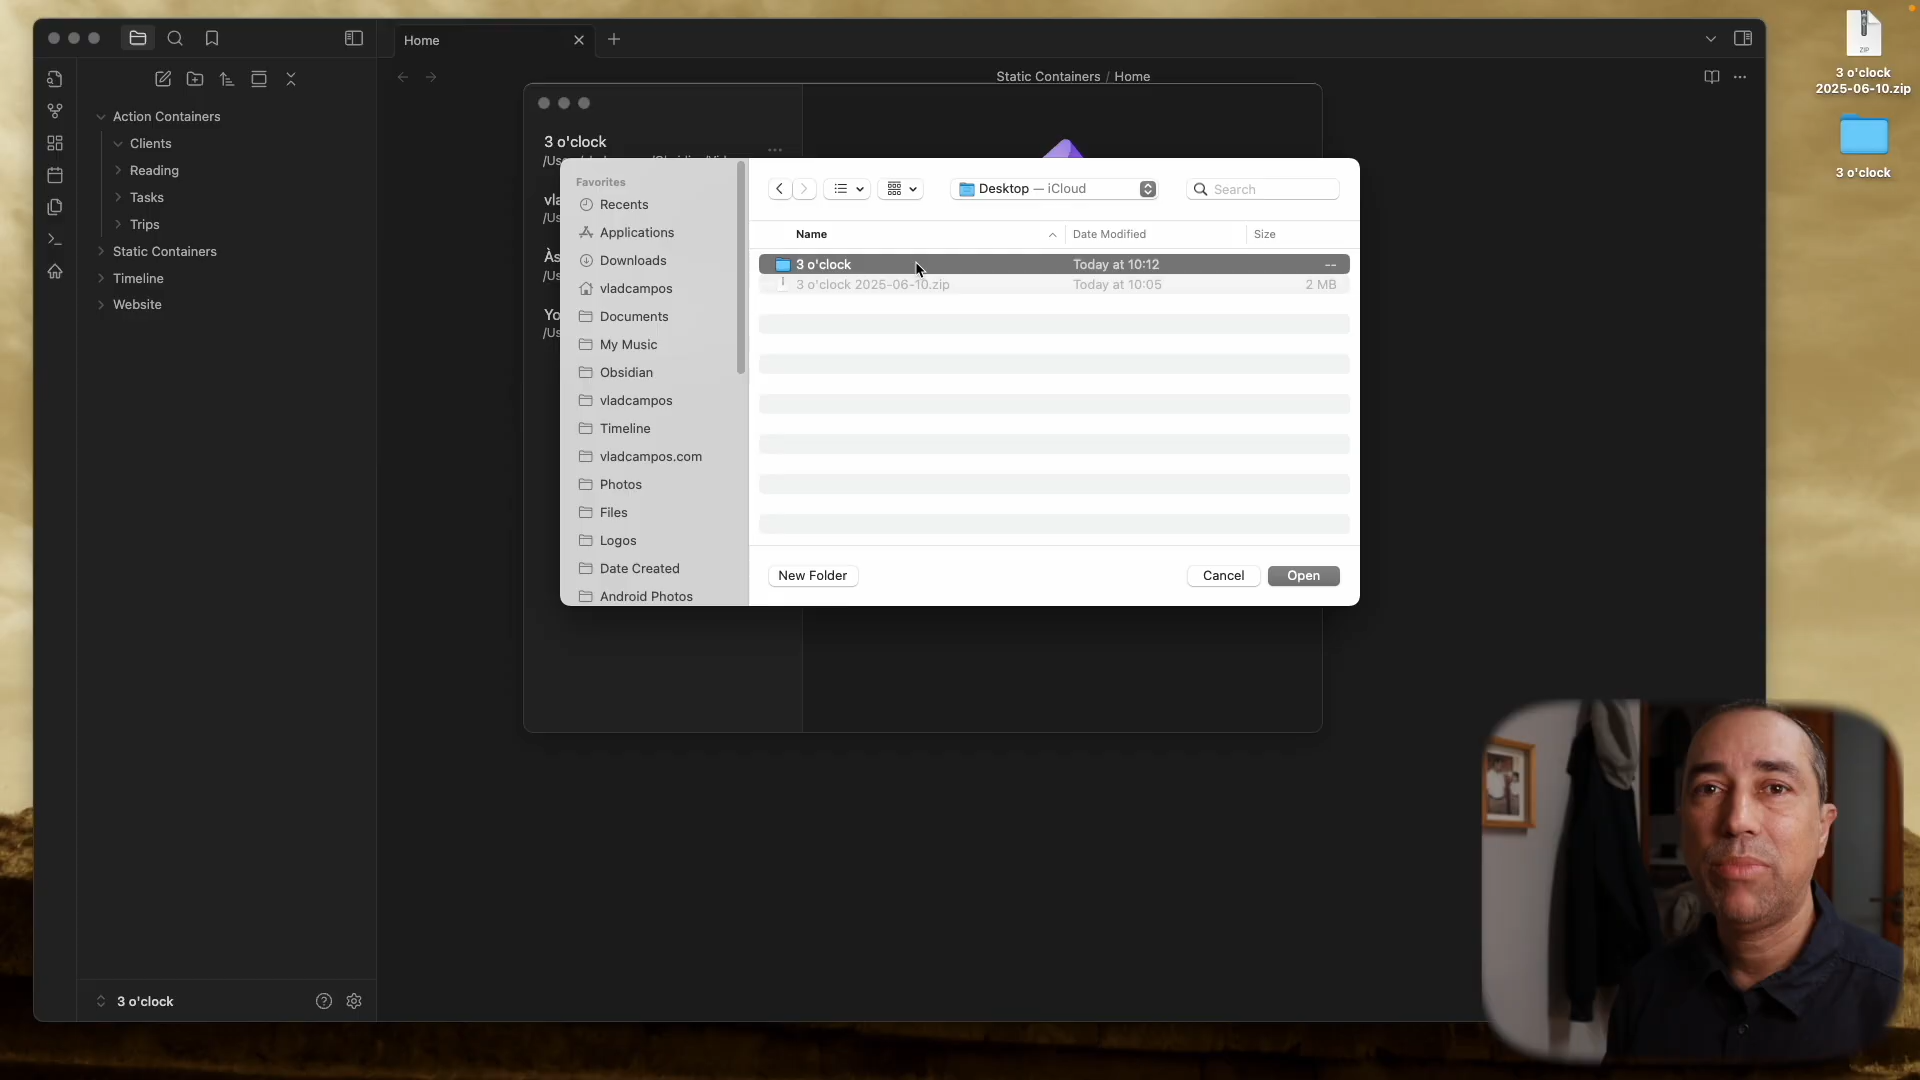 Home
Static Containers / Home
Action Containers
Clients
Reading
Tasks
Trips
Static Containers
Timeline
Website
3 o'clock
3 o'clock
Favorites
Recents
Applications
Downloads
vladcampos
Documents
My Music
Obsidian
vladcampos
Timeline
vladcampos.com
Photos
Files
Logos
Date Created
Android Photos
Desktop — iCloud
Search
Name
Date Modified
Size
3 o'clock
Today at 10:12
--
3 o'clock 2025-06-10.zip
Today at 10:05
2 MB
New Folder
Cancel
Open
ZIP
3 o'clock
2025-06-10.zip
3 o'clock